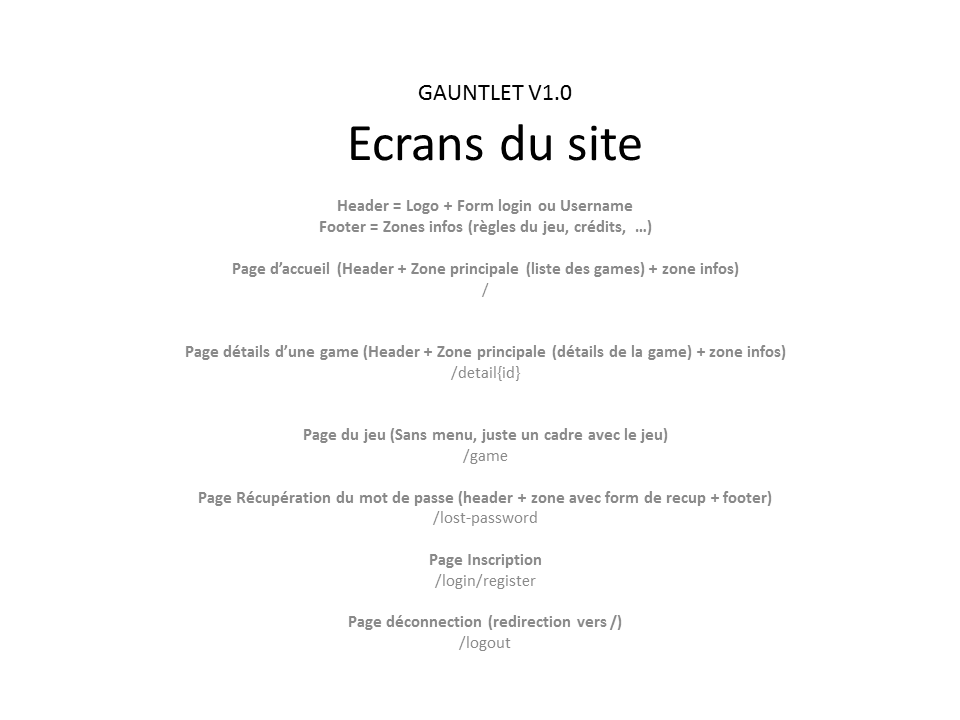 GAUNTLET V1.0
Ecrans du site
Header = Logo + Form login ou Username
Footer = Zones infos (règles du jeu, crédits, …)
Page d’accueil (Header + Zone principale (liste des games) + zone infos)
/
Page détails d’une game (Header + Zone principale (détails de la game) + zone infos)
/detail{id}
Page du jeu (Sans menu, juste un cadre avec le jeu)
/game
Page Récupération du mot de passe (header + zone avec form de recup + footer)
/lost-password
Page Inscription
/login/register
Page déconnection (redirection vers /)
/logout